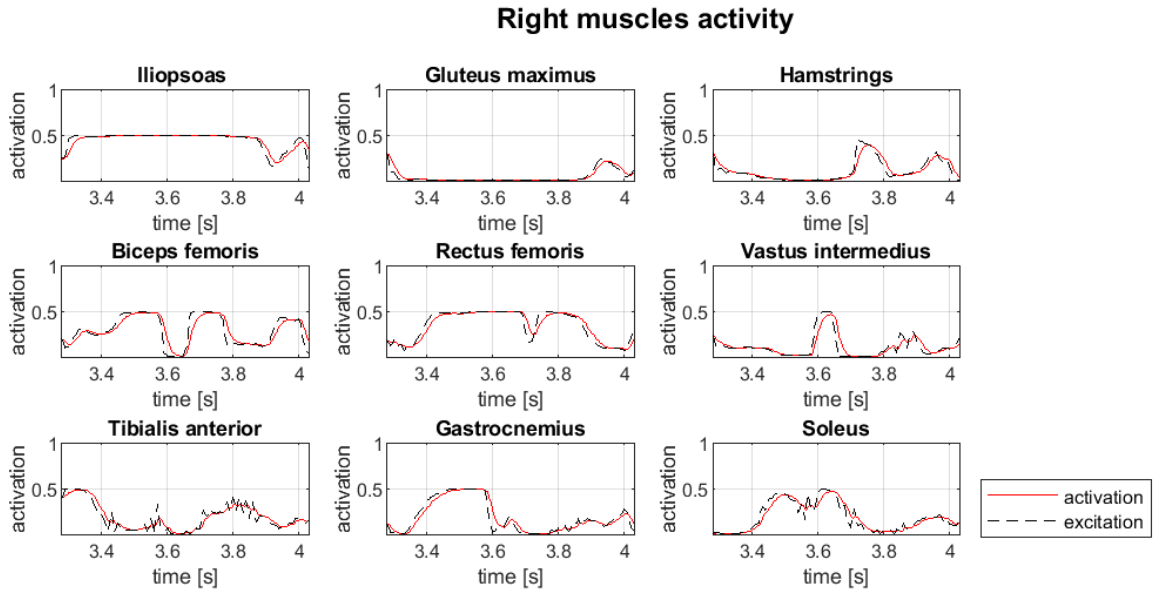 Right muscles activity
Iliopsoas
Gluteus maximus
Hamstrings
activation
1
0.5
3.4 3.6 3.8 4
time [s]
activation
1
0.5
3.4 3.6 3.8 4
time [s]
activation
1
0.5
3.4 3.6 3.8 4
time [s]
Biceps femoris
Rectus femoris
Vastus intermedius
activation
1
0.5
3.4 3.6 3.8 4
time [s]
activation
1
0.5
3.4 3.6 3.8 4
time [s]
activation
1
0.5
3.4 3.6 3.8 4
time [s]
Tibialis anterior
Gastrocnemius
Soleus
activation
1
0.5
3.4 3.6 3.8 4
time [s]
activation
1
0.5
3.4 3.6 3.8 4
time [s]
activation
1
0.5
3.4 3.6 3.8 4
time [s]
activation
excitation